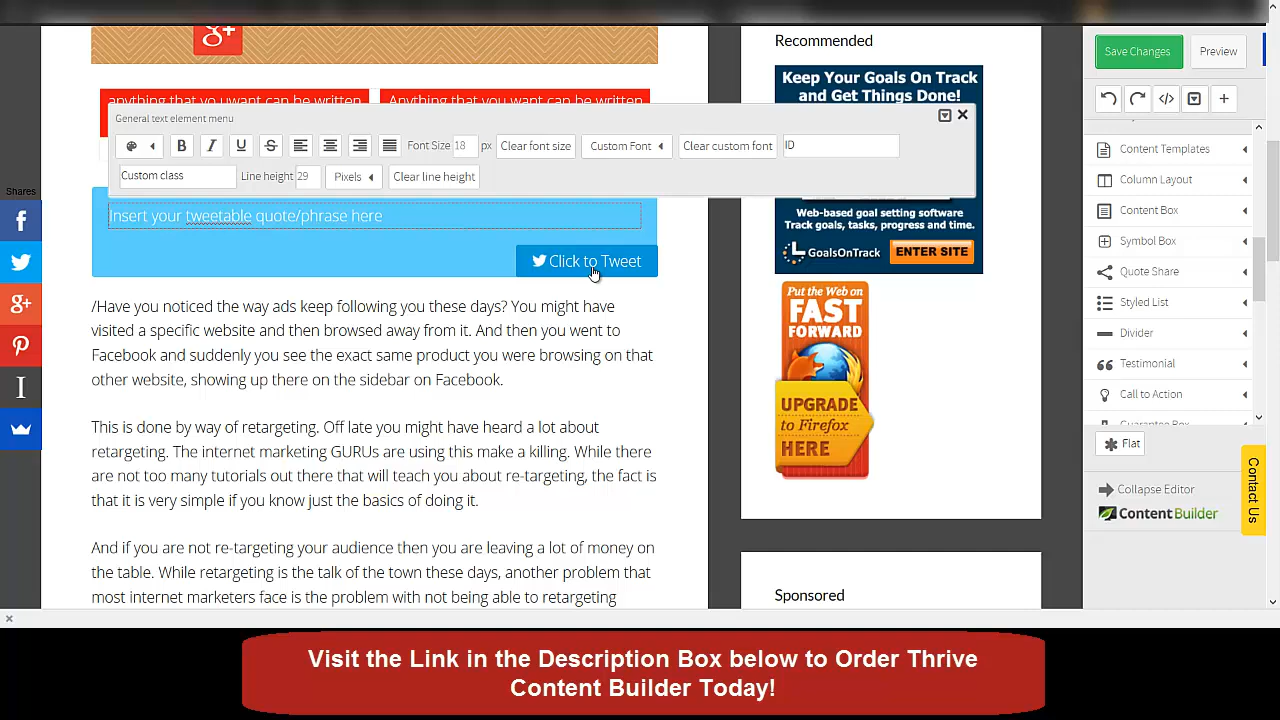 g+
anything that yo uwant can be written
Anything that you want can be written
General text element menu
B I U S Font Size 18 px Clear font size Custom Font Clear custom font ID
Custom class Line height 29 Pixels Clear line height
Insert your tweetable quote/phrase here
Click to Tweet
/Have you noticed the way ads keep following you these days? You might have
visited a specific website and then browsed away from it. And then you went to
Facebook and suddenly you see the exact same product you were browsing on that
other website, showing up there on the sidebar on Facebook.
This is done by way of retargeting. Off late you might have heard a lot about
retargeting. The internet marketing GURUs are using this make a killing. While there
are not too many tutorials out there that will teach you about re-targeting, the fact is
that it is very simple if you know just the basics of doing it.
And if you are not re-targeting your audience then you are leaving a lot of money on
the table. While retargeting is the talk of the town these days, another problem that
most internet marketers face is the problem with not being able to retargeting
Shares
f
g+
I
Recommended
Keep Your Goals On Track
and Get Things Done!
Web-based goal setting software
Track goals, tasks, progress and time.
GoalsOnTrack ENTER SITE
Put the Web on
FAST
FORWARD
UPGRADE
to Firefox
HERE
Sponsored
Save Changes
Preview
Content Templates
Column Layout
Content Box
Symbol Box
Quote Share
Styled List
Divider
Testimonial
Call to Action
Flat
Collapse Editor
Content Builder
Contact Us
Visit the Link in the Description Box below to Order Thrive
Content Builder Today!